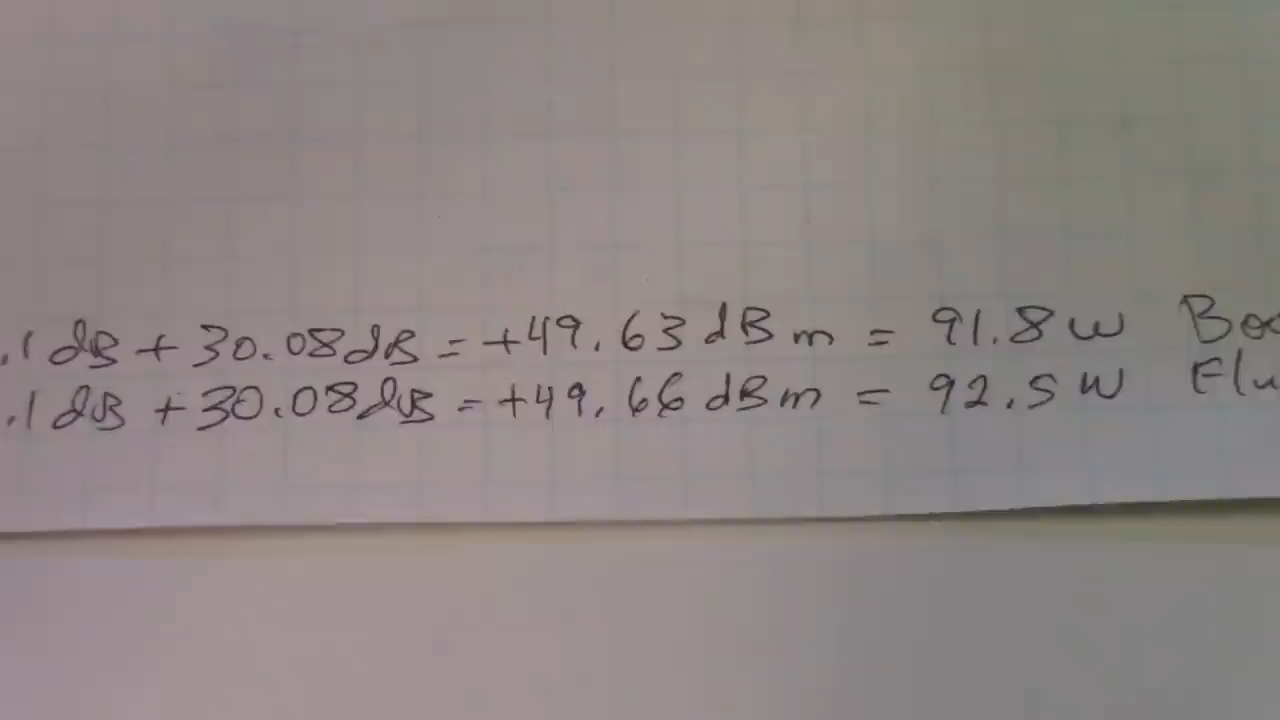 .1 dB + 30.08 dB = +49.63 dBm = 91.8 W
.1 dB + 30.08 dB = +49.66 dBm = 92.5 W